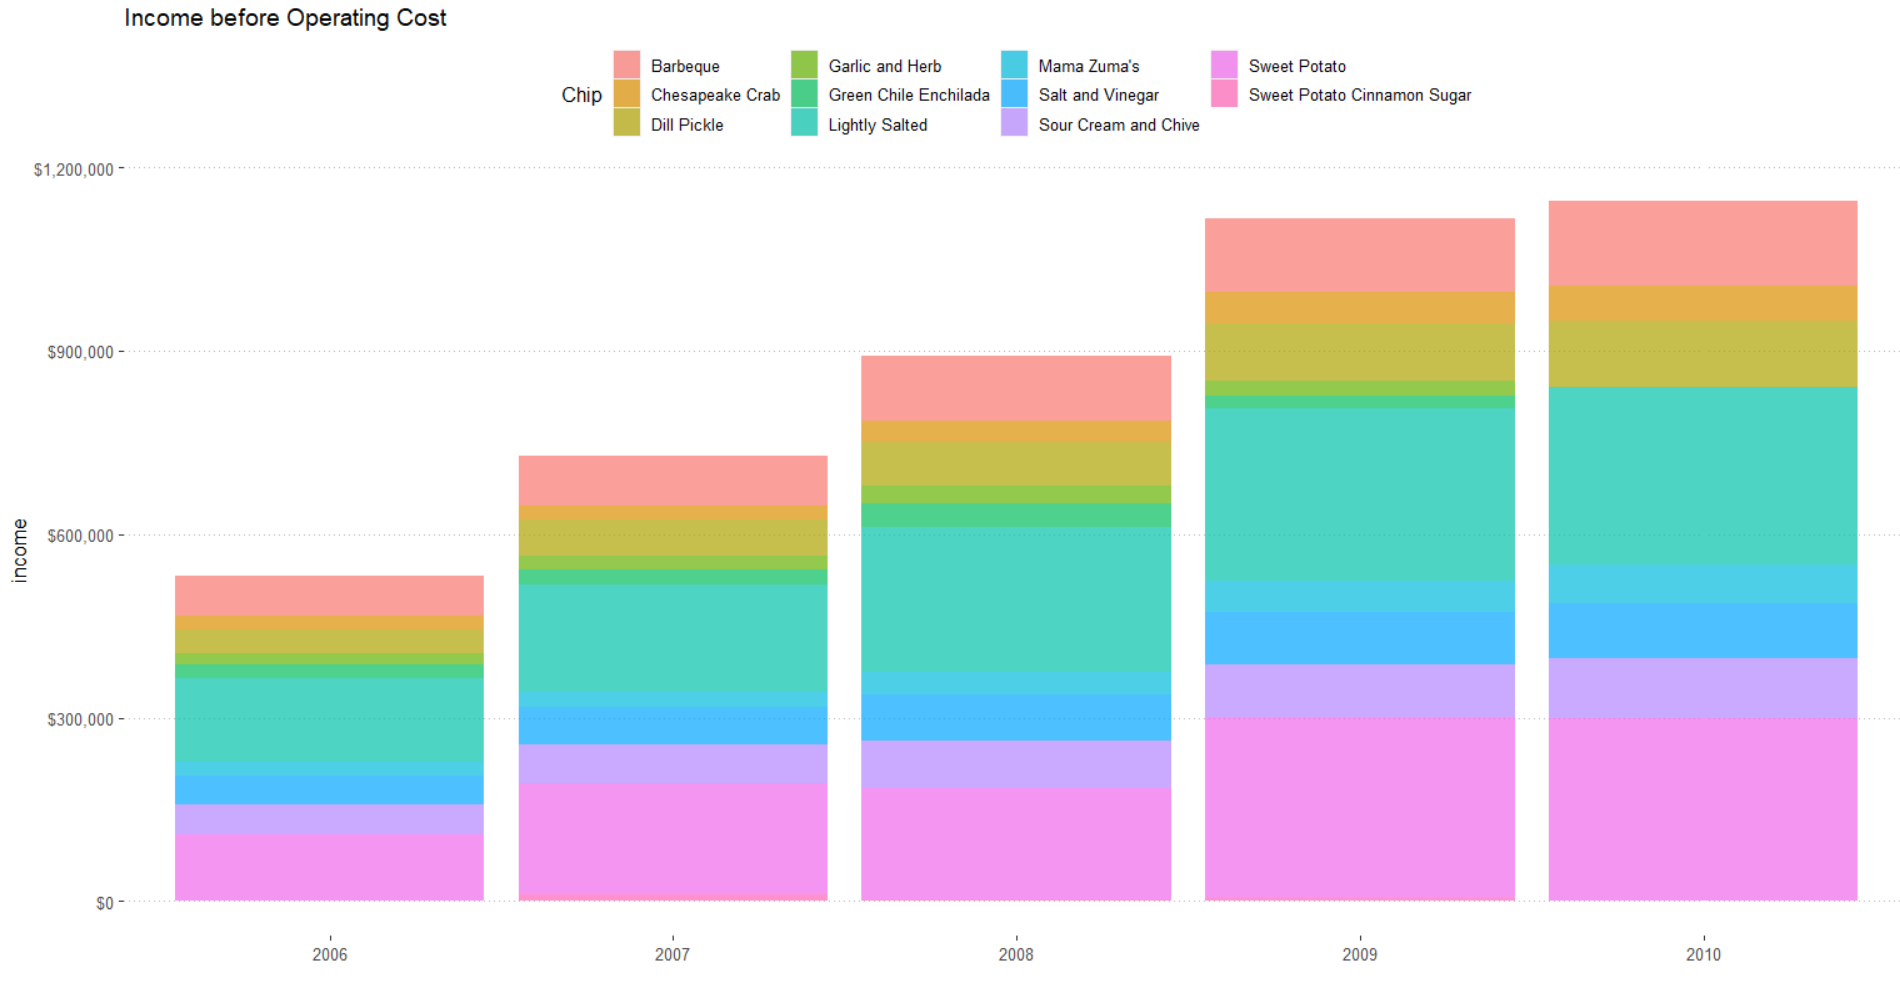 Income before Operating Cost
Chip
Barbeque
Chesapeake Crab
Dill Pickle
Garlic and Herb
Green Chile Enchilada
Lightly Salted
Mama Zuma's
Salt and Vinegar
Sour Cream and Chive
Sweet Potato
Sweet Potato Cinnamon Sugar
income
$1,200,000
$900,000
$600,000
$300,000
$0
2006 2007 2008 2009 2010